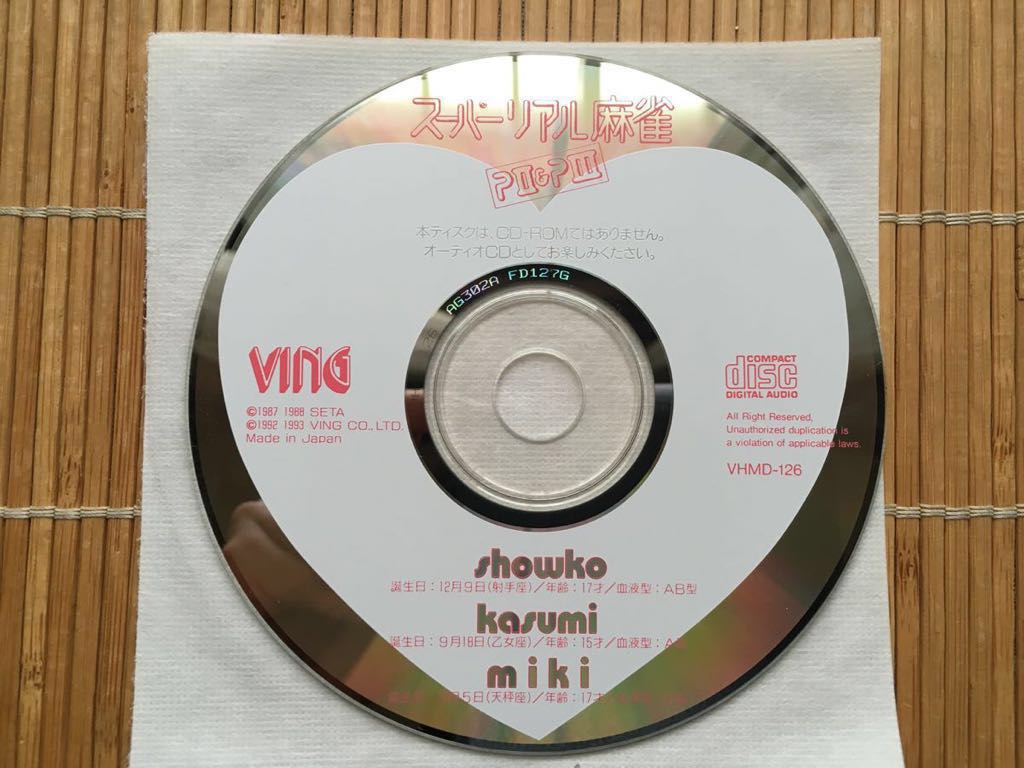 スーパーリアル麻雀
PII&PIII
本ディスクは、CD-ROMではありません。
オーディオCDとしてお楽しみください。
AG302A FD127G
VING
©1987 1988 SETA
©1992 1993 VING CO., LTD.
Made in Japan
COMPACT
disc
DIGITAL AUDIO
All Right Reserved.
Unauthorized duplication is
a violation of applicable laws.
VHMD-126
showko
誕生日：12月9日(射手座)／年齢：17才／血液型：AB型
kasumi
誕生日：9月18日(乙女座)／年齢：15才／血液型：A型
miki
5日(天秤座)／年齢：17才